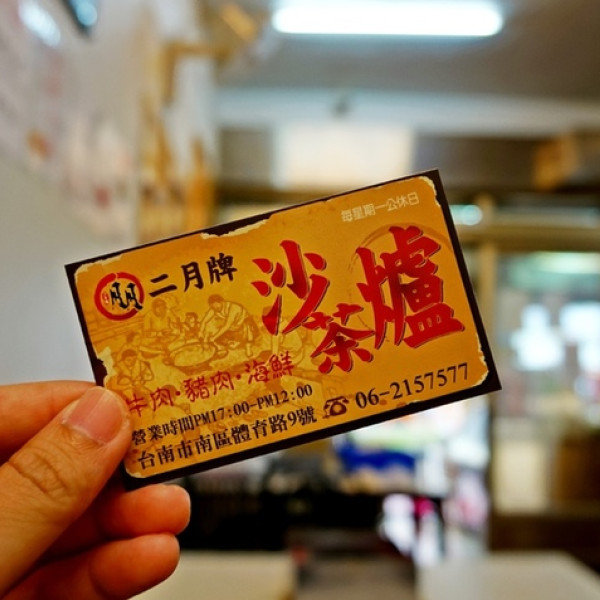 每星期一公休日
二月牌
沙茶爐
牛肉·豬肉·海鮮
營業時間PM17:00-PM12:00
台南市南區體育路9號 ☎ 06-2157577